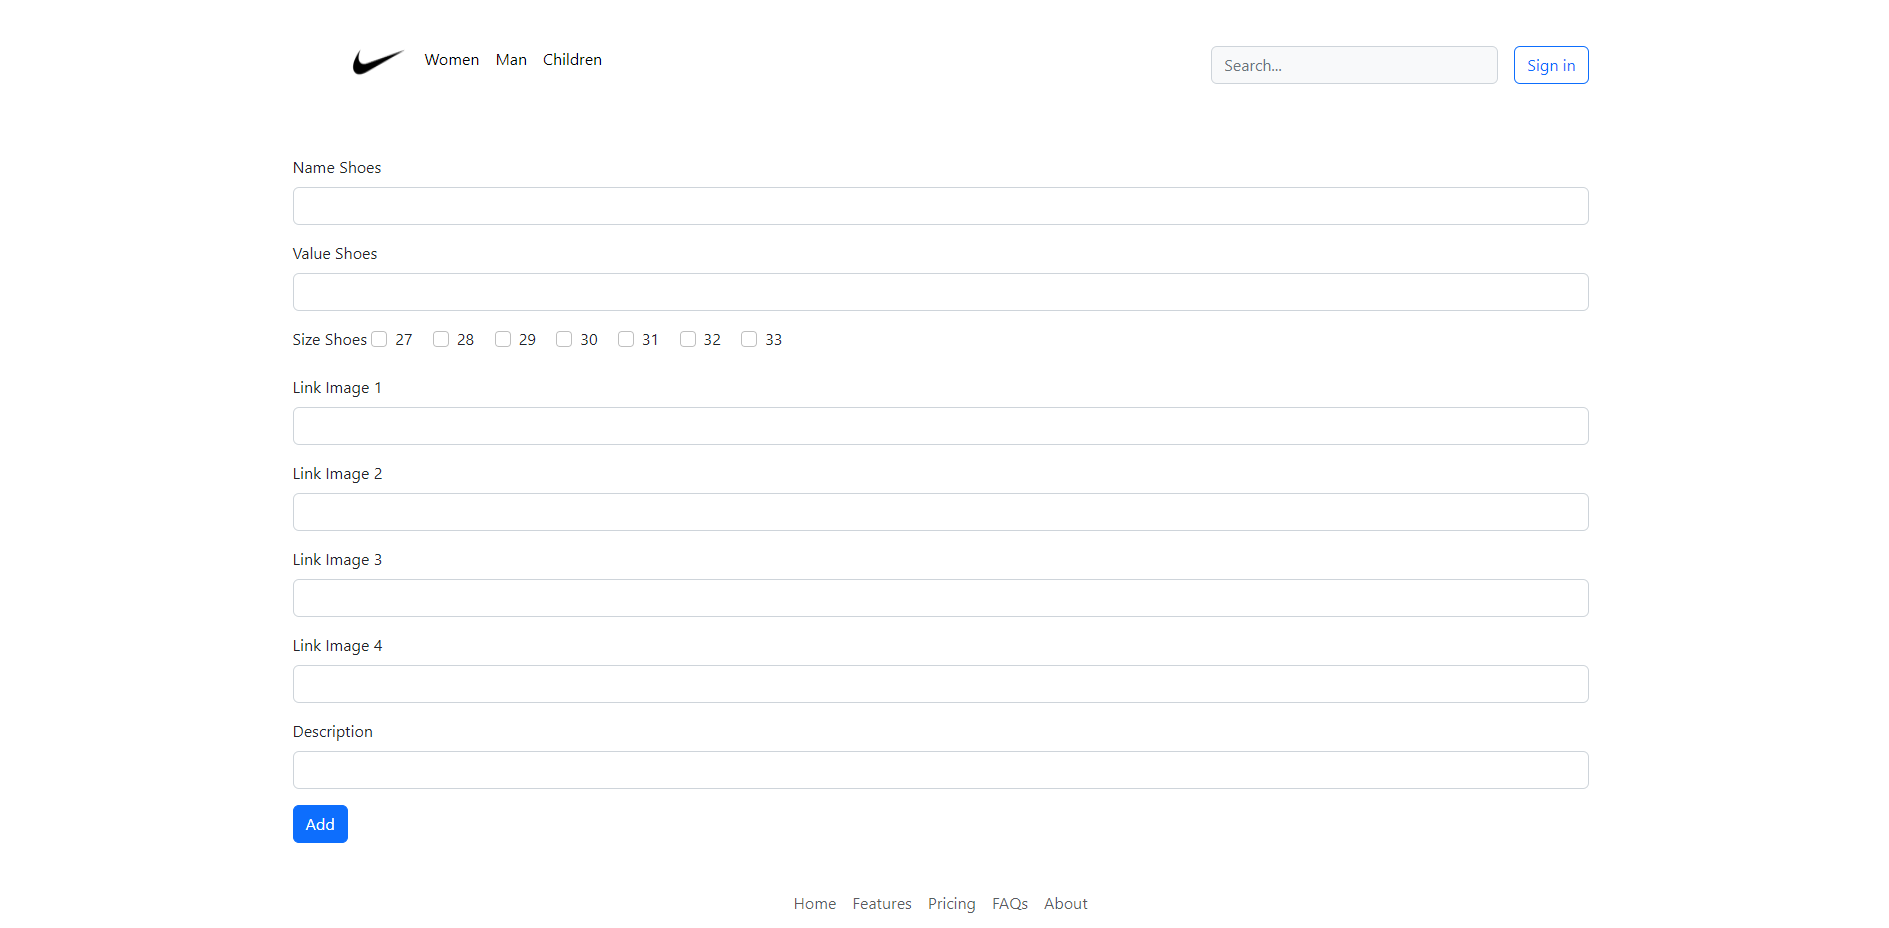 Women Man Children Search... Sign in
Name Shoes
Value Shoes
Size Shoes 27 28 29 30 31 32 33
Link Image 1
Link Image 2
Link Image 3
Link Image 4
Description
Add
Home Features Pricing FAQs About